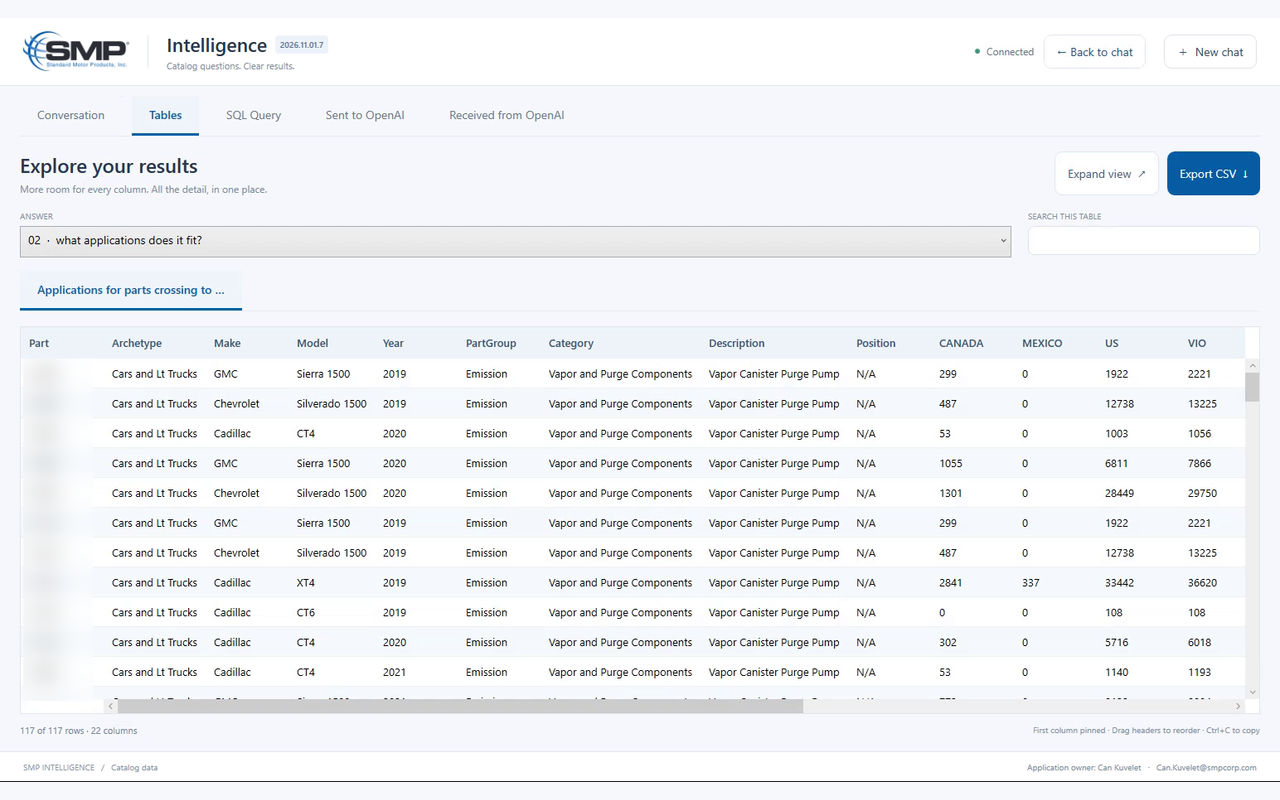 SMP
Standard Motor Products, Inc.
Intelligence 2026.11.01.7
Catalog questions. Clear results.
Connected ← Back to chat + New chat
Conversation Tables SQL Query Sent to OpenAI Received from OpenAI
Explore your results
More room for every column. All the detail, in one place.
Expand view ↗ Export CSV ↓
ANSWER SEARCH THIS TABLE
02 · what applications does it fit?
Applications for parts crossing to ...
Part Archetype Make Model Year PartGroup Category Description Position CANADA MEXICO US VIO
Cars and Lt Trucks GMC Sierra 1500 2019 Emission Vapor and Purge Components Vapor Canister Purge Pump N/A 299 0 1922 2221
Cars and Lt Trucks Chevrolet Silverado 1500 2019 Emission Vapor and Purge Components Vapor Canister Purge Pump N/A 487 0 12738 13225
Cars and Lt Trucks Cadillac CT4 2020 Emission Vapor and Purge Components Vapor Canister Purge Pump N/A 53 0 1003 1056
Cars and Lt Trucks GMC Sierra 1500 2020 Emission Vapor and Purge Components Vapor Canister Purge Pump N/A 1055 0 6811 7866
Cars and Lt Trucks Chevrolet Silverado 1500 2020 Emission Vapor and Purge Components Vapor Canister Purge Pump N/A 1301 0 28449 29750
Cars and Lt Trucks GMC Sierra 1500 2019 Emission Vapor and Purge Components Vapor Canister Purge Pump N/A 299 0 1922 2221
Cars and Lt Trucks Chevrolet Silverado 1500 2019 Emission Vapor and Purge Components Vapor Canister Purge Pump N/A 487 0 12738 13225
Cars and Lt Trucks Cadillac XT4 2019 Emission Vapor and Purge Components Vapor Canister Purge Pump N/A 2841 337 33442 36620
Cars and Lt Trucks Cadillac CT6 2019 Emission Vapor and Purge Components Vapor Canister Purge Pump N/A 0 0 108 108
Cars and Lt Trucks Cadillac CT4 2020 Emission Vapor and Purge Components Vapor Canister Purge Pump N/A 302 0 5716 6018
Cars and Lt Trucks Cadillac CT4 2021 Emission Vapor and Purge Components Vapor Canister Purge Pump N/A 53 0 1140 1193
117 of 117 rows · 22 columns First column pinned · Drag headers to reorder · Ctrl+C to copy
SMP INTELLIGENCE / Catalog data Application owner: Can Kuvelet · Can.Kuvelet@smpcorp.com